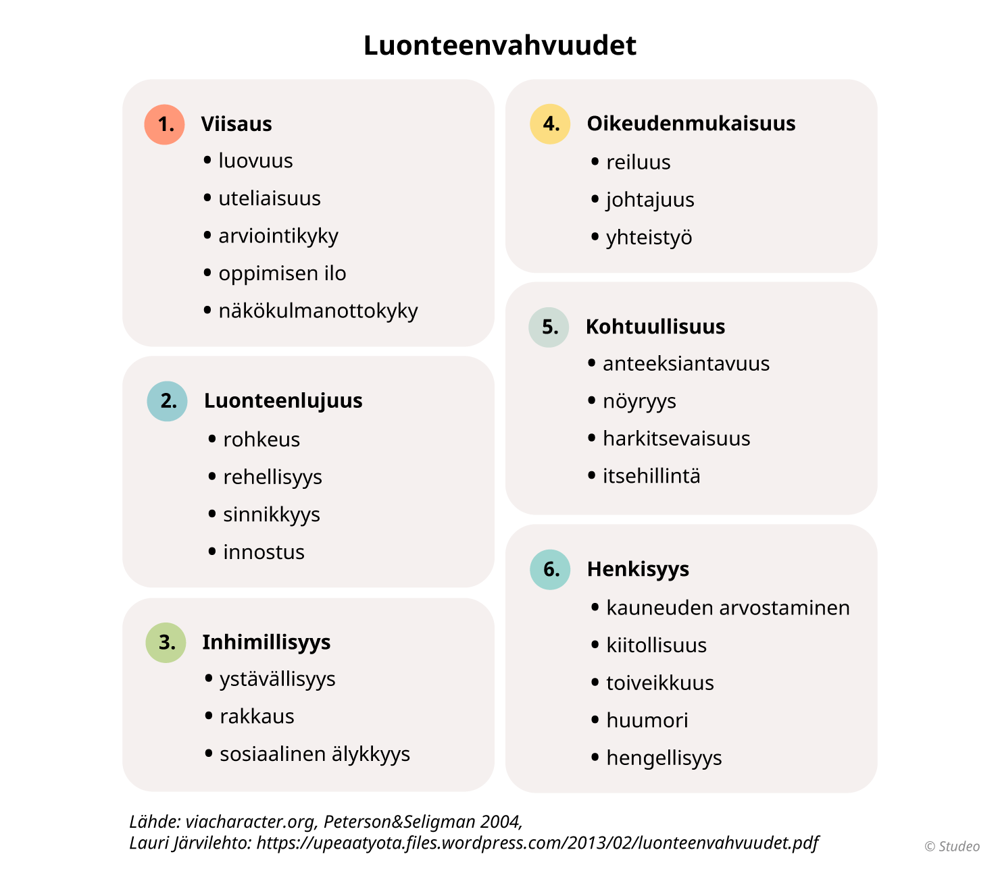 Luonteenvahvuudet
1. Viisaus
• luovuus
• uteliaisuus
• arviointikyky
• oppimisen ilo
• näkökulmanottokyky
2. Luonteenlujuus
• rohkeus
• rehellisyys
• sinnikkyys
• innostus
3. Inhimillisyys
• ystävällisyys
• rakkaus
• sosiaalinen älykkyys
4. Oikeudenmukaisuus
• reiluus
• johtajuus
• yhteistyö
5. Kohtuullisuus
• anteeksiantavuus
• nöyryys
• harkitsevaisuus
• itsehillintä
6. Henkisyys
• kauneuden arvostaminen
• kiitollisuus
• toiveikkuus
• huumori
• hengellisyys
Lähde: viacharacter.org, Peterson&Seligman 2004,
Lauri Järvilehto: https://upeaatyota.files.wordpress.com/2013/02/luonteenvahvuudet.pdf
© Studeo